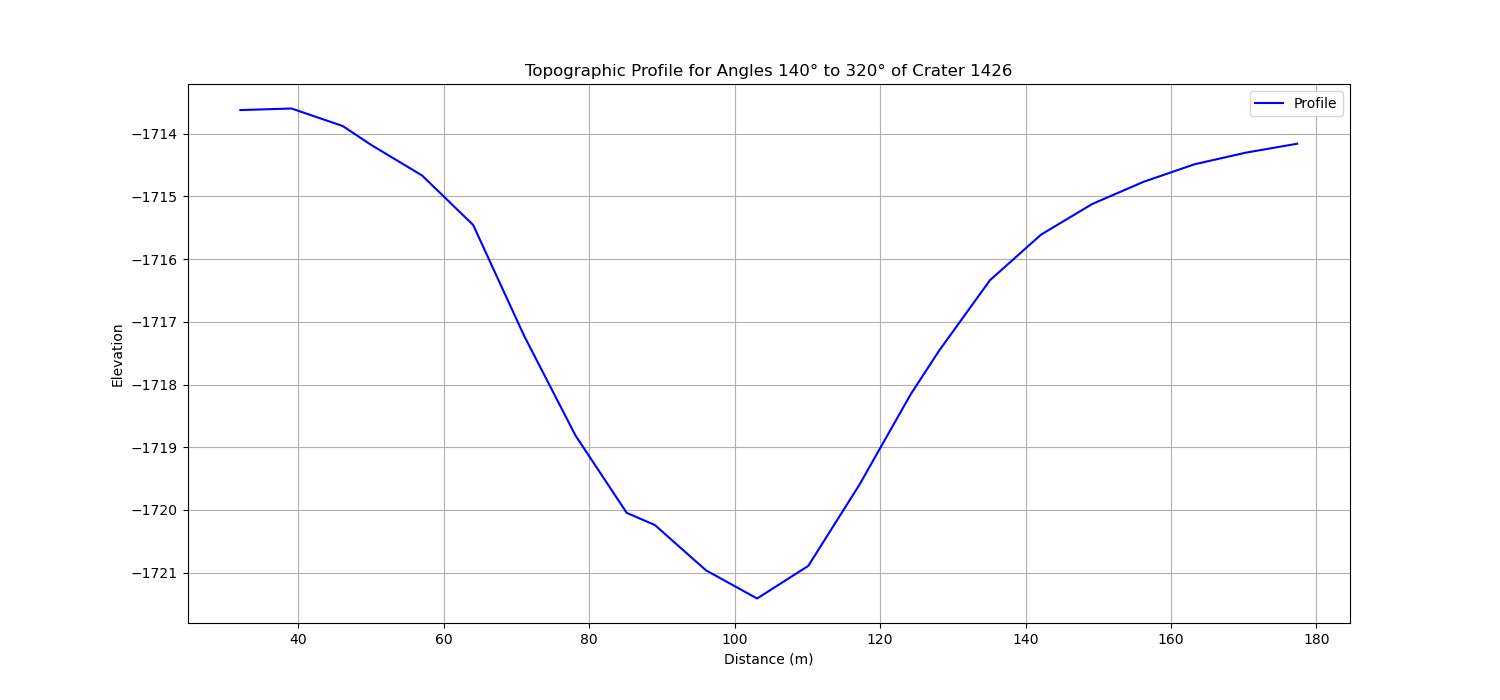 Topographic Profile for Angles 140° to 320° of Crater 1426
Profile
Elevation
−1714
−1715
−1716
−1717
−1718
−1719
−1720
−1721
40 60 80 100 120 140 160 180
Distance (m)